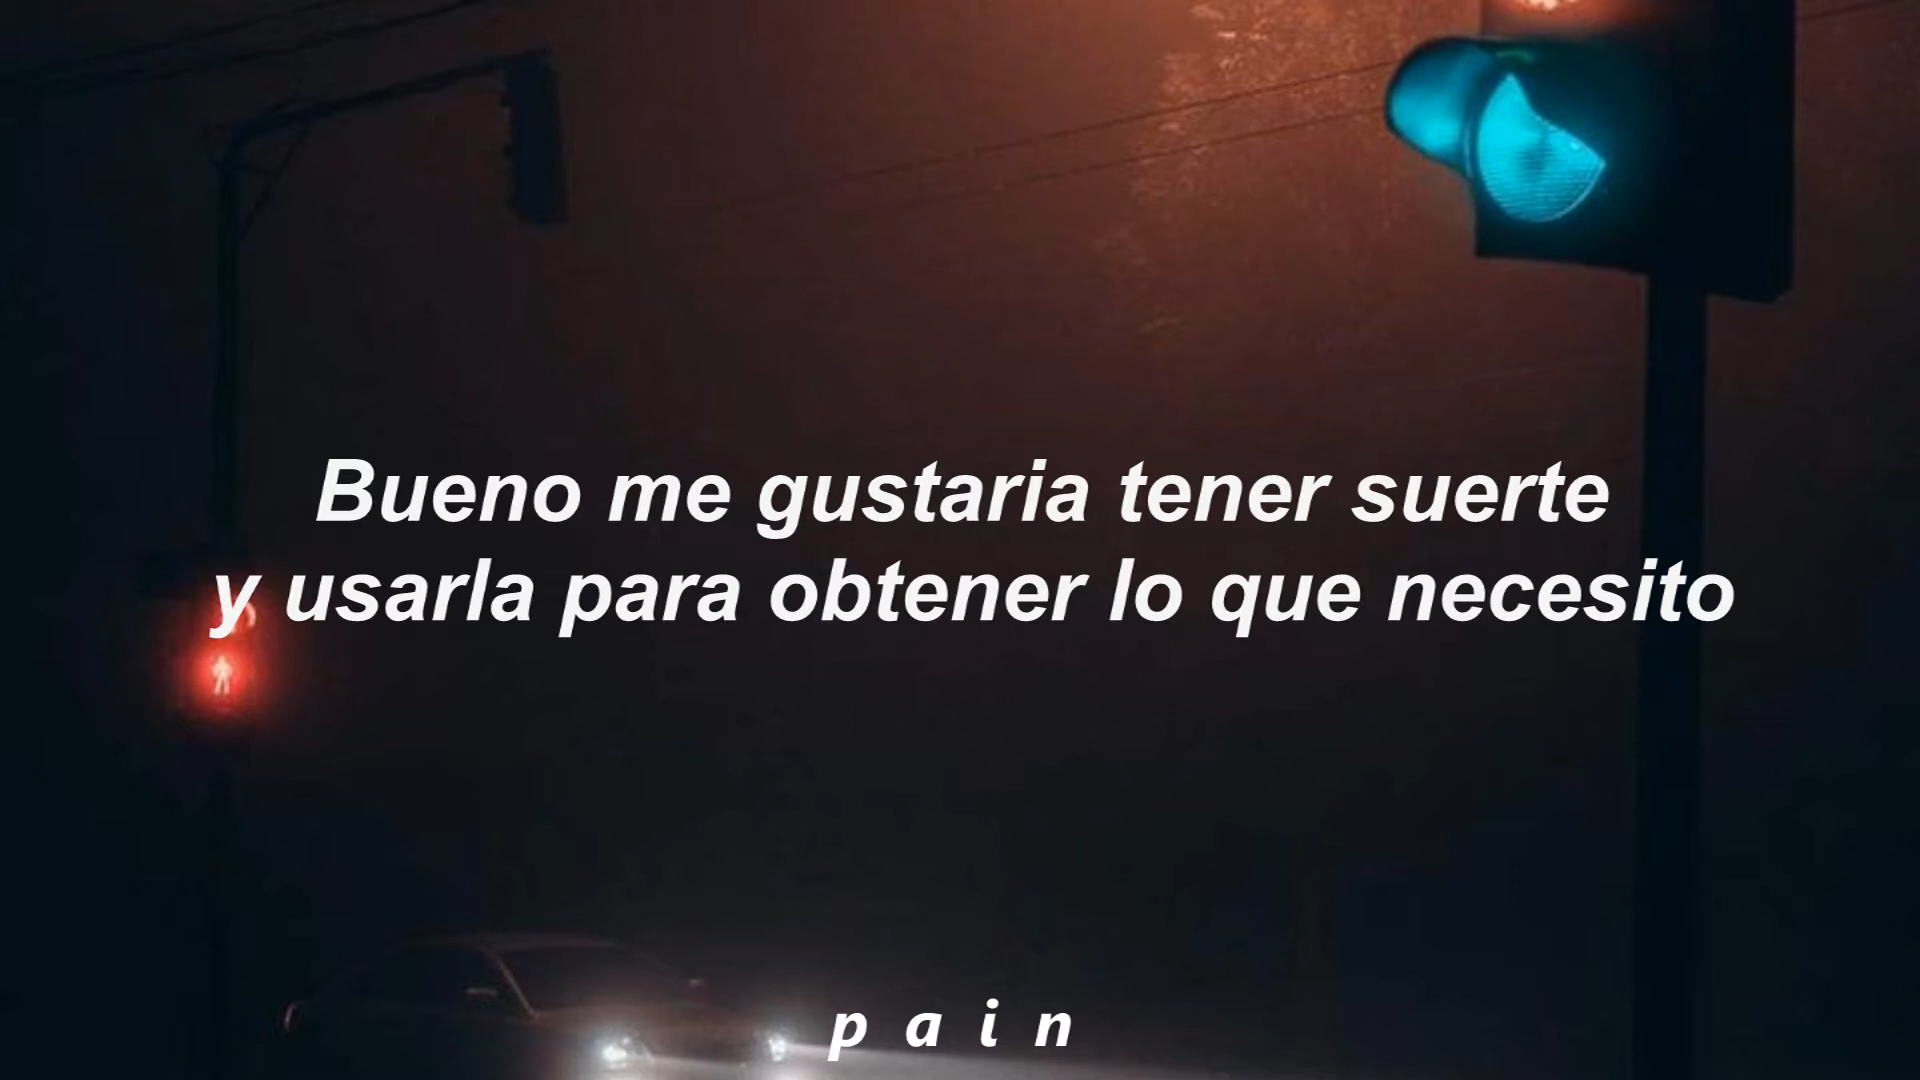 Bueno me gustaria tener suerte
y usarla para obtener lo que necesito
p a i n